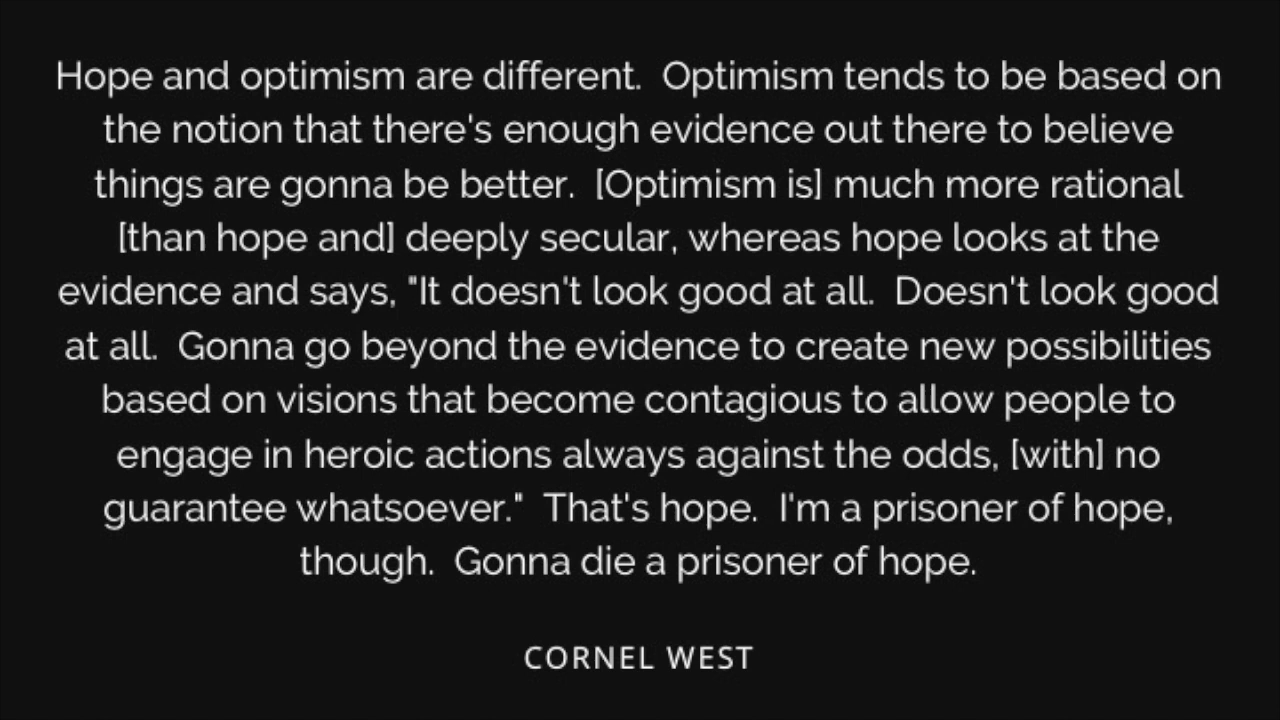 Hope and optimism are different.  Optimism tends to be based on
the notion that there's enough evidence out there to believe
things are gonna be better.  [Optimism is] much more rational
[than hope and] deeply secular, whereas hope looks at the
evidence and says, "It doesn't look good at all.  Doesn't look good
at all.  Gonna go beyond the evidence to create new possibilities
based on visions that become contagious to allow people to
engage in heroic actions always against the odds, [with] no
guarantee whatsoever."  That's hope.  I'm a prisoner of hope,
though.  Gonna die a prisoner of hope.
CORNEL WEST